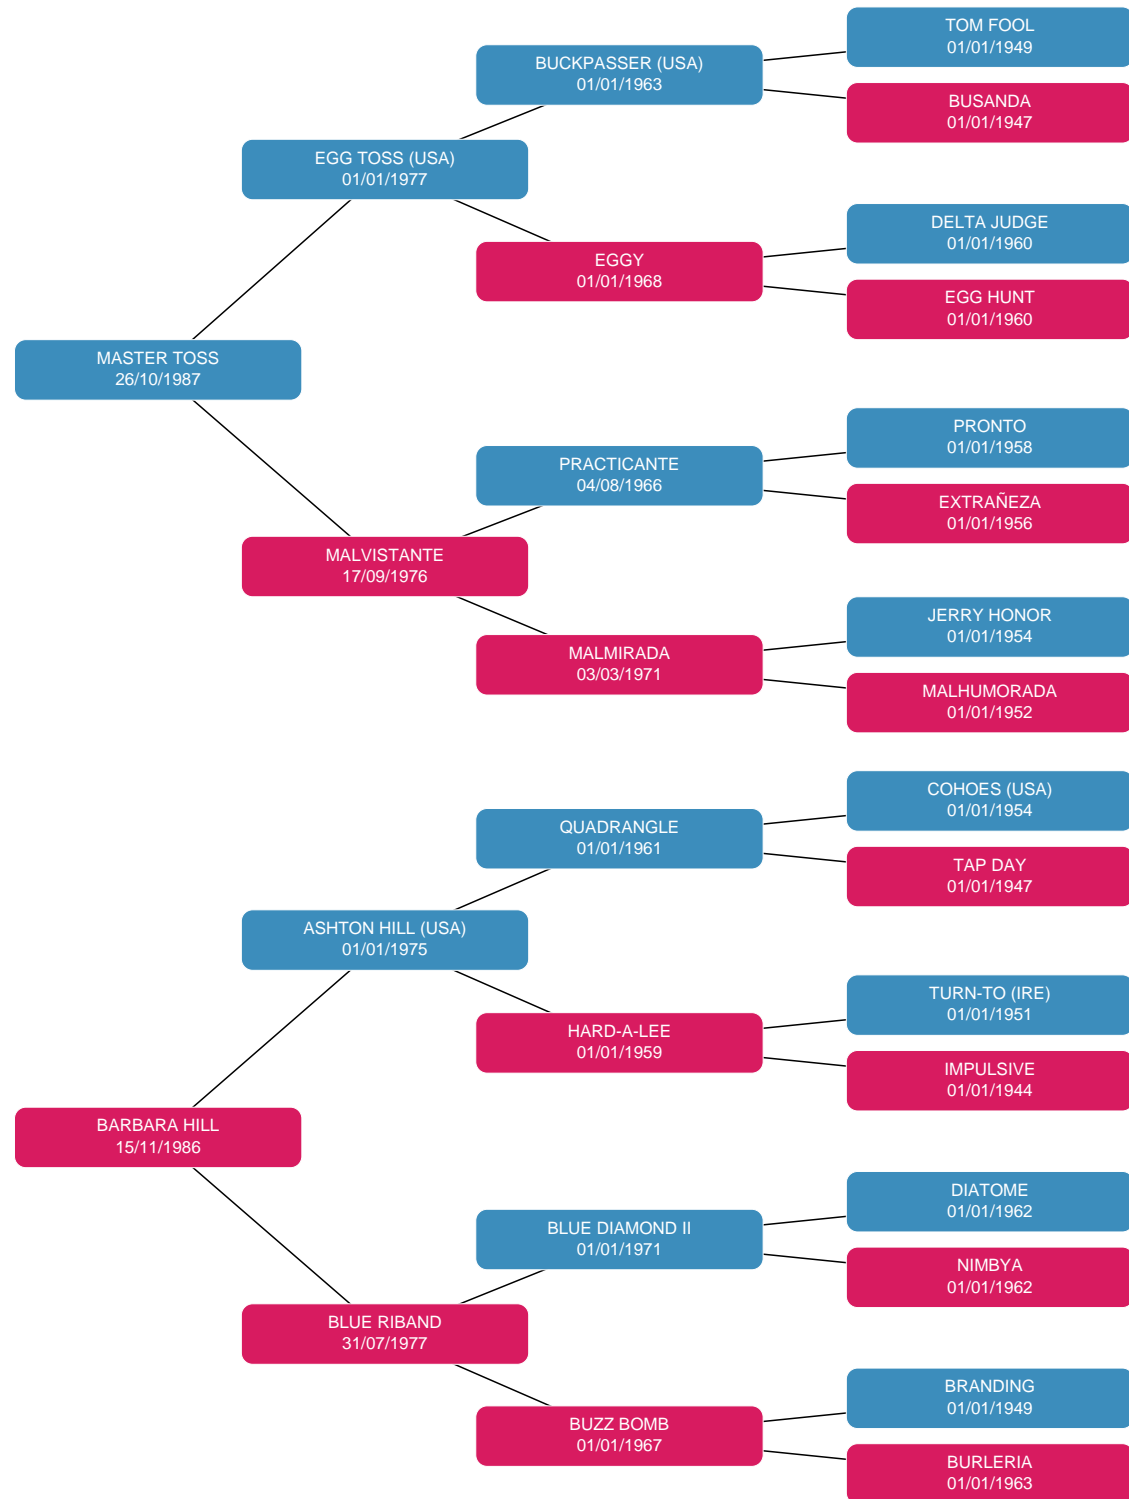 TOM FOOL
01/01/1949
BUCKPASSER (USA)
01/01/1963
BUSANDA
01/01/1947
EGG TOSS (USA)
01/01/1977
DELTA JUDGE
01/01/1960
EGGY
01/01/1968
EGG HUNT
01/01/1960
MASTER TOSS
26/10/1987
PRONTO
01/01/1958
PRACTICANTE
04/08/1966
EXTRAÑEZA
01/01/1956
MALVISTANTE
17/09/1976
JERRY HONOR
01/01/1954
MALMIRADA
03/03/1971
MALHUMORADA
01/01/1952
COHOES (USA)
01/01/1954
QUADRANGLE
01/01/1961
TAP DAY
01/01/1947
ASHTON HILL (USA)
01/01/1975
TURN-TO (IRE)
01/01/1951
HARD-A-LEE
01/01/1959
IMPULSIVE
01/01/1944
BARBARA HILL
15/11/1986
DIATOME
01/01/1962
BLUE DIAMOND II
01/01/1971
NIMBYA
01/01/1962
BLUE RIBAND
31/07/1977
BRANDING
01/01/1949
BUZZ BOMB
01/01/1967
BURLERIA
01/01/1963